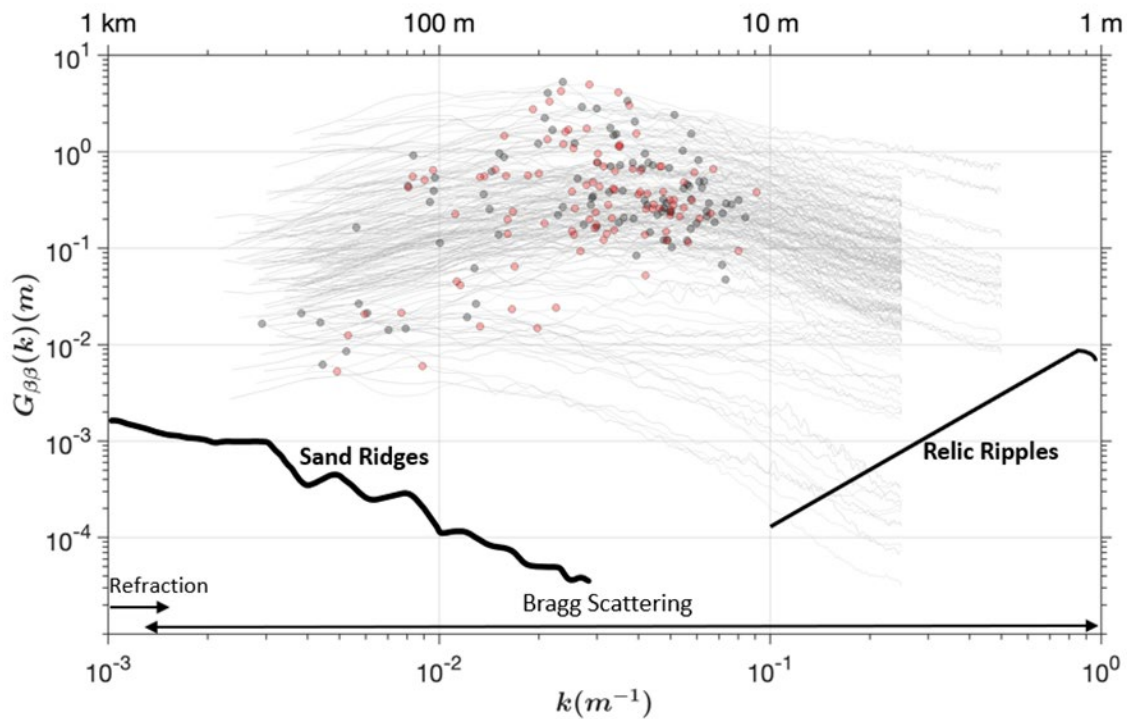 1 km 100 m 10 m 1 m
10^1
10^0
10^-1
10^-2
10^-3
10^-4
G_ββ(k)(m)
Sand Ridges
Relic Ripples
Refraction
Bragg Scattering
10^-3 10^-2 10^-1 10^0
k(m^-1)